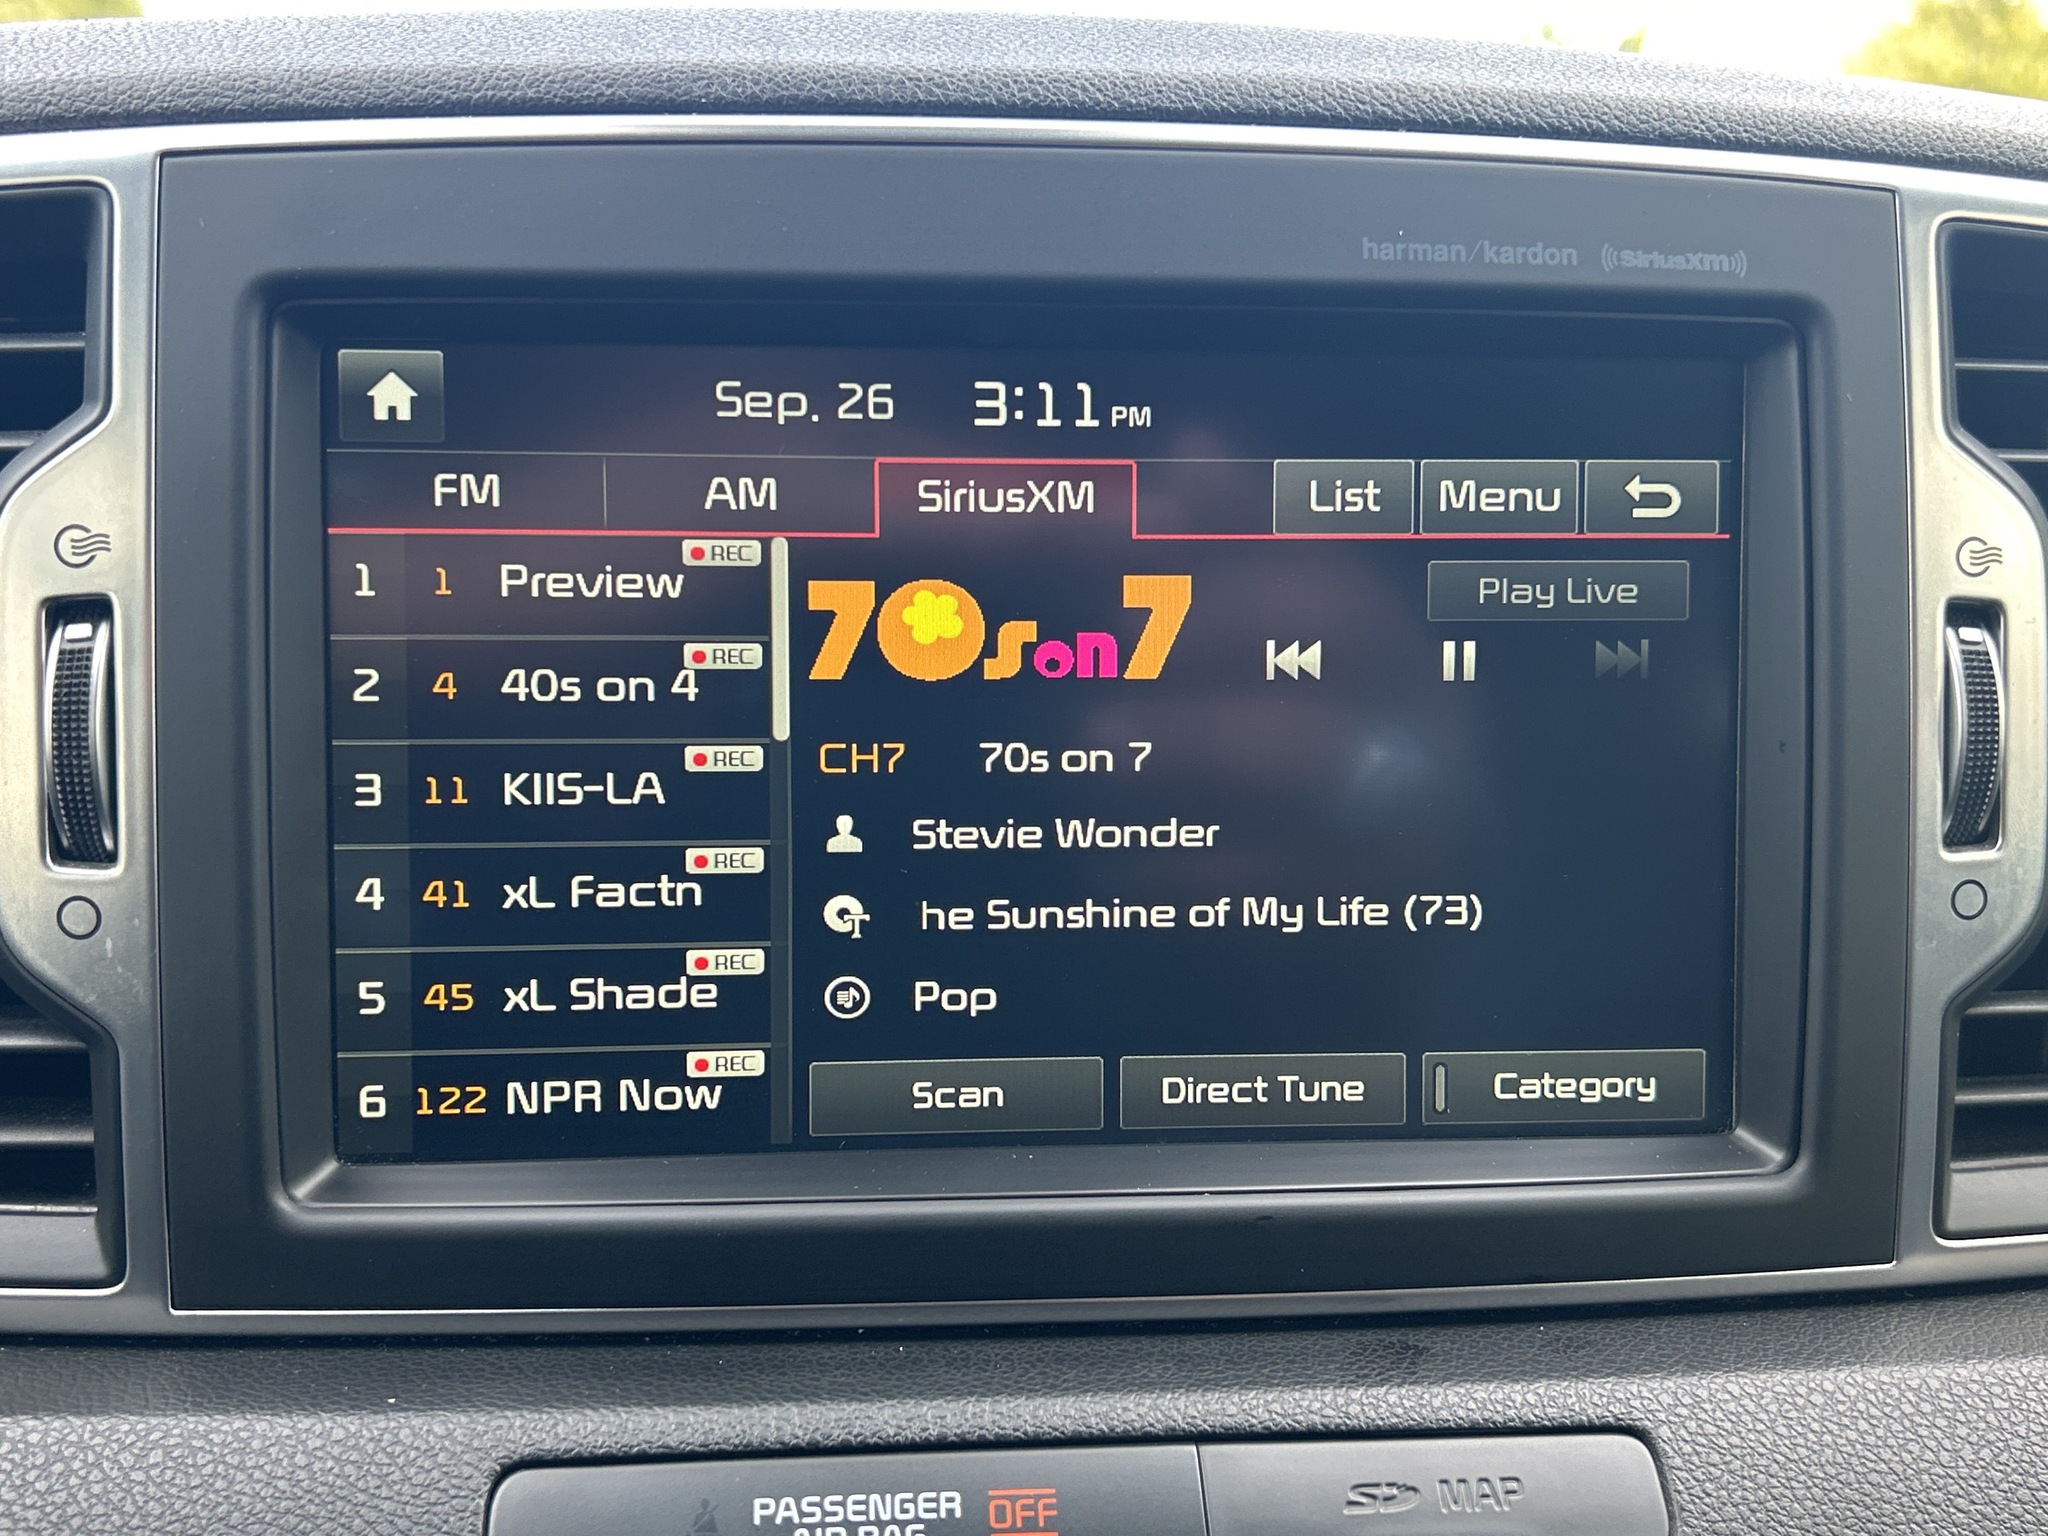 harman/kardon ((SiriusXM))
Sep. 26 3:11 PM
FM AM SiriusXM List Menu
1 1 Preview REC
2 4 40s on 4 REC
3 11 KIIS-LA REC
4 41 xL Factn REC
5 45 xL Shade REC
6 122 NPR Now REC
70s on 7
Play Live
CH7 70s on 7
Stevie Wonder
he Sunshine of My Life (73)
Pop
Scan Direct Tune Category
PASSENGER OFF
AIR BAG
SD MAP